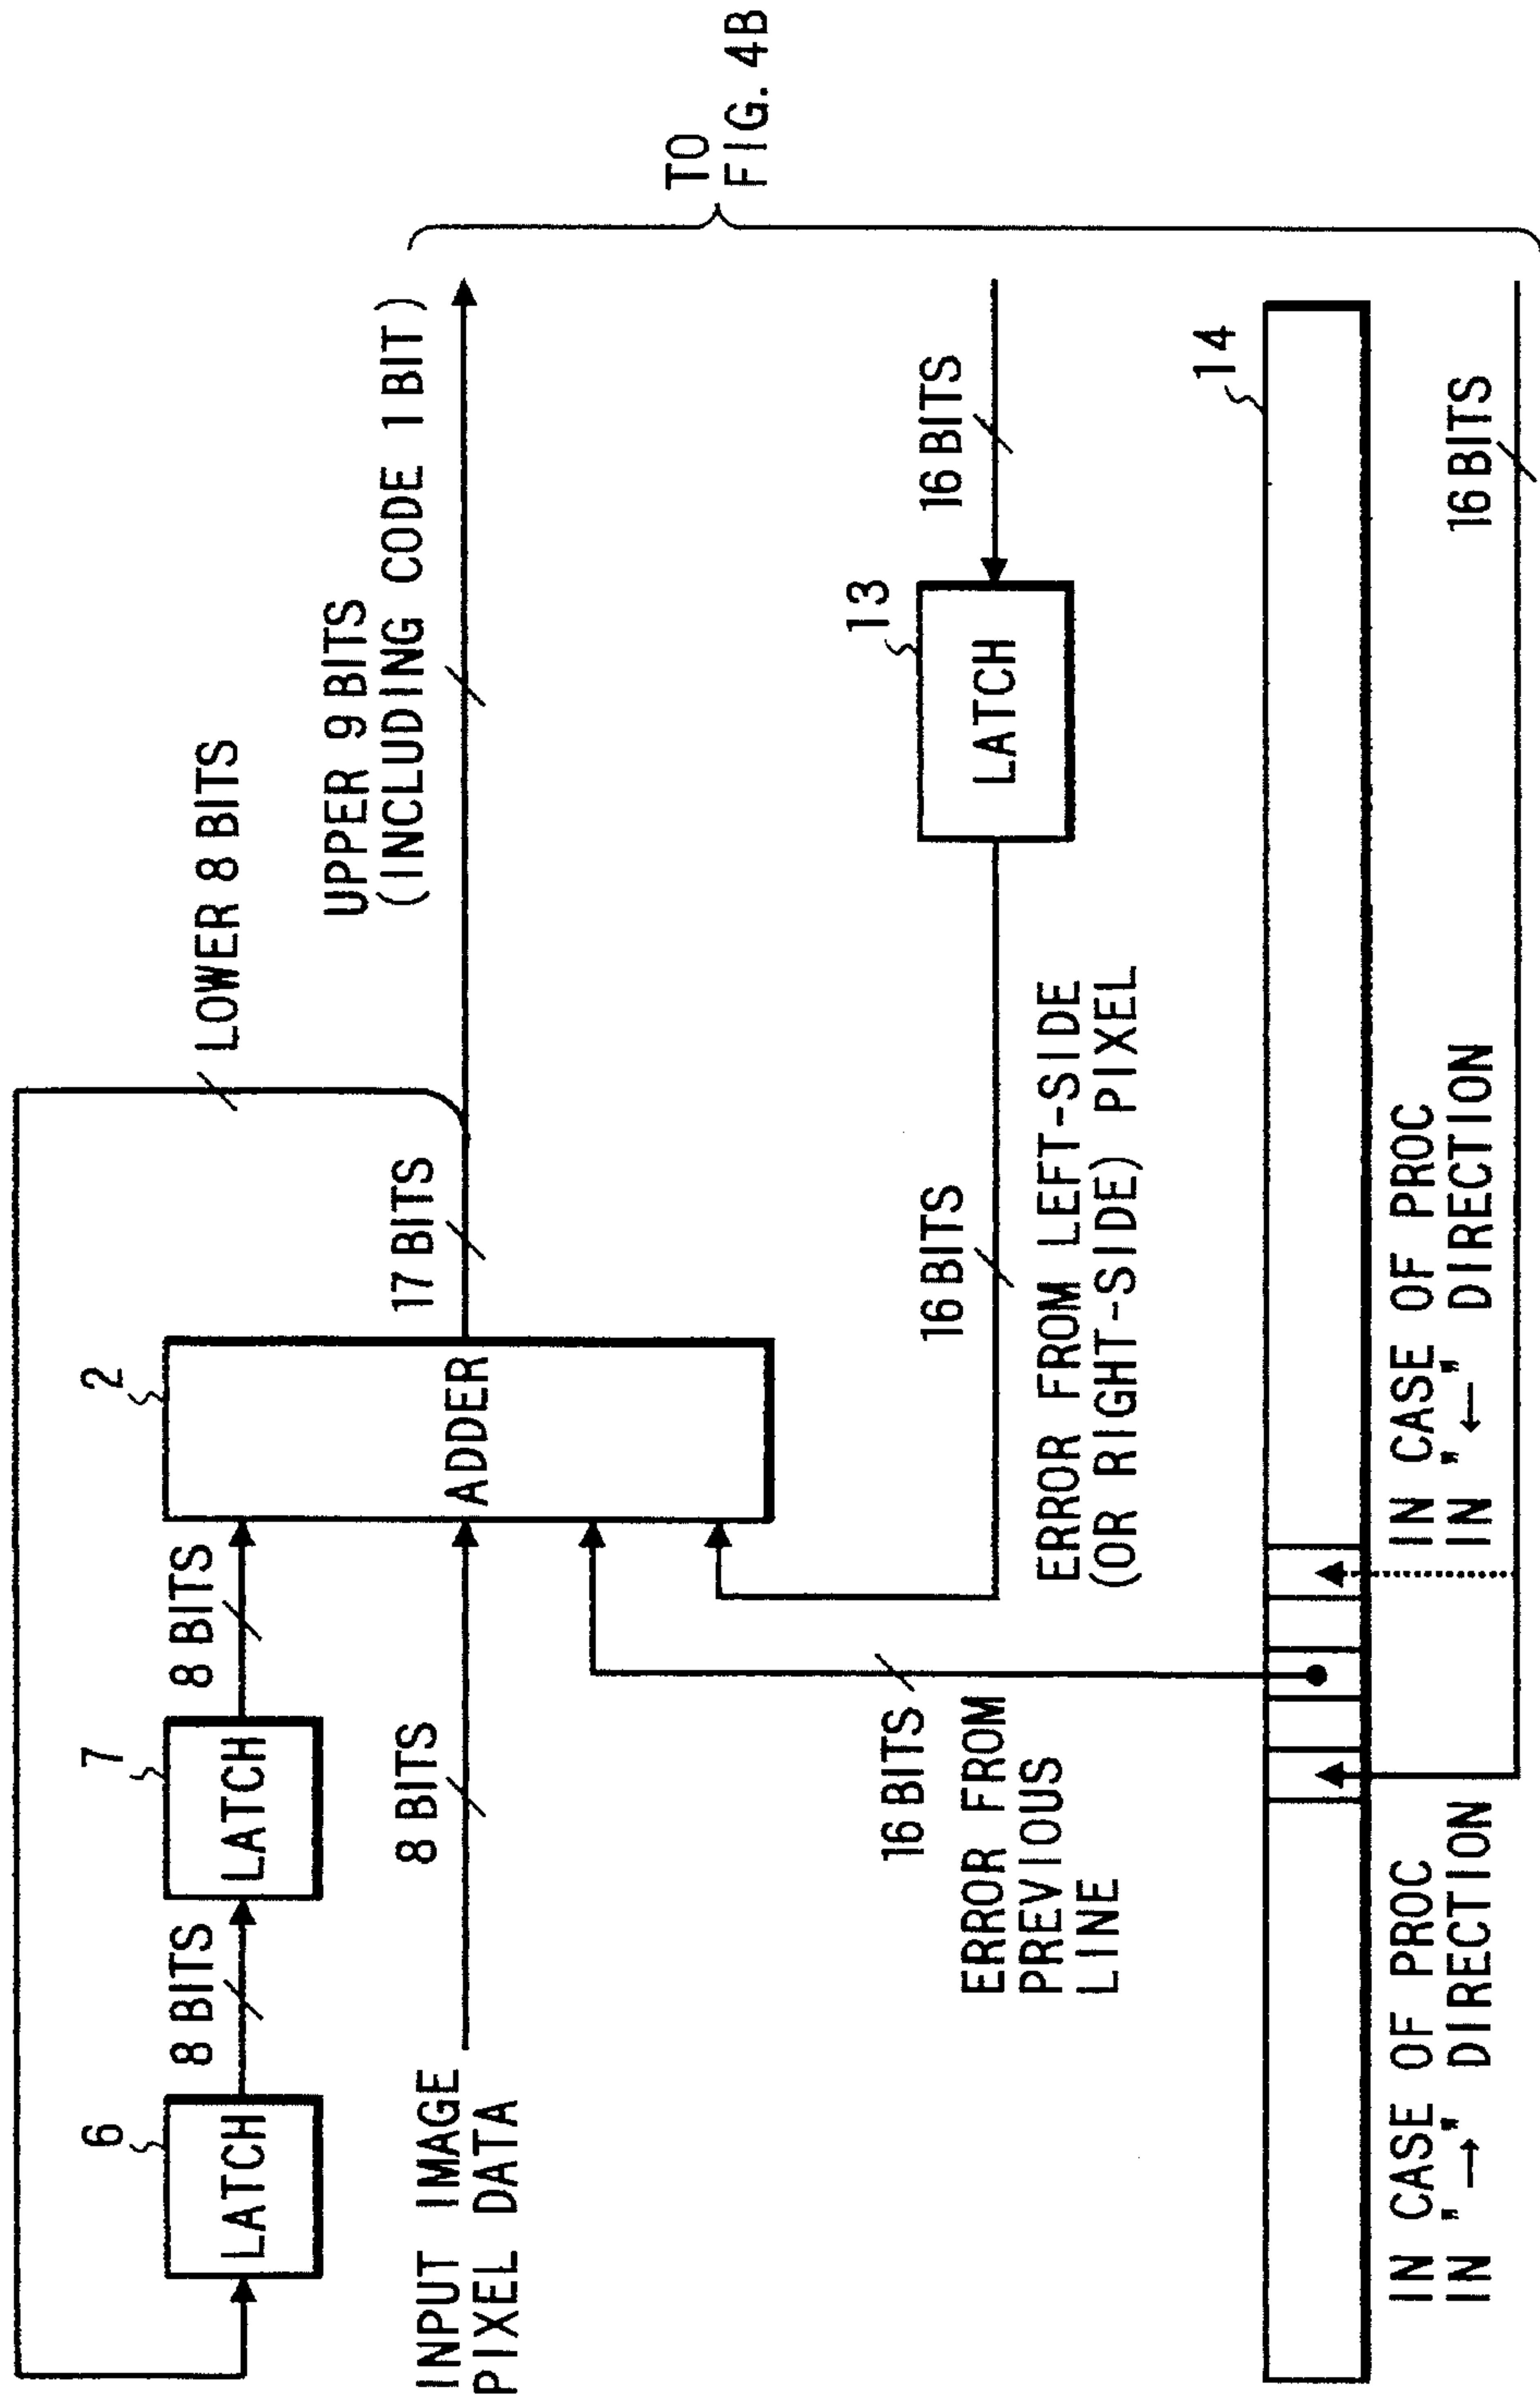 LOWER 8 BITS
6
7
2
8 BITS
8 BITS
LATCH
LATCH
17 BITS
UPPER 9 BITS
(INCLUDING CODE 1BIT)
INPUT IMAGE
PIXEL DATA
8 BITS
ADDER
TO
FIG. 4B
16 BITS
ERROR FROM
PREVIOUS
LINE
16 BITS
13
LATCH
16 BITS
ERROR FROM LEFT-SIDE
(OR RIGHT-SIDE) PIXEL
14
IN CASE OF PROC
IN "→" DIRECTION
IN CASE OF PROC
IN "←" DIRECTION
16 BITS